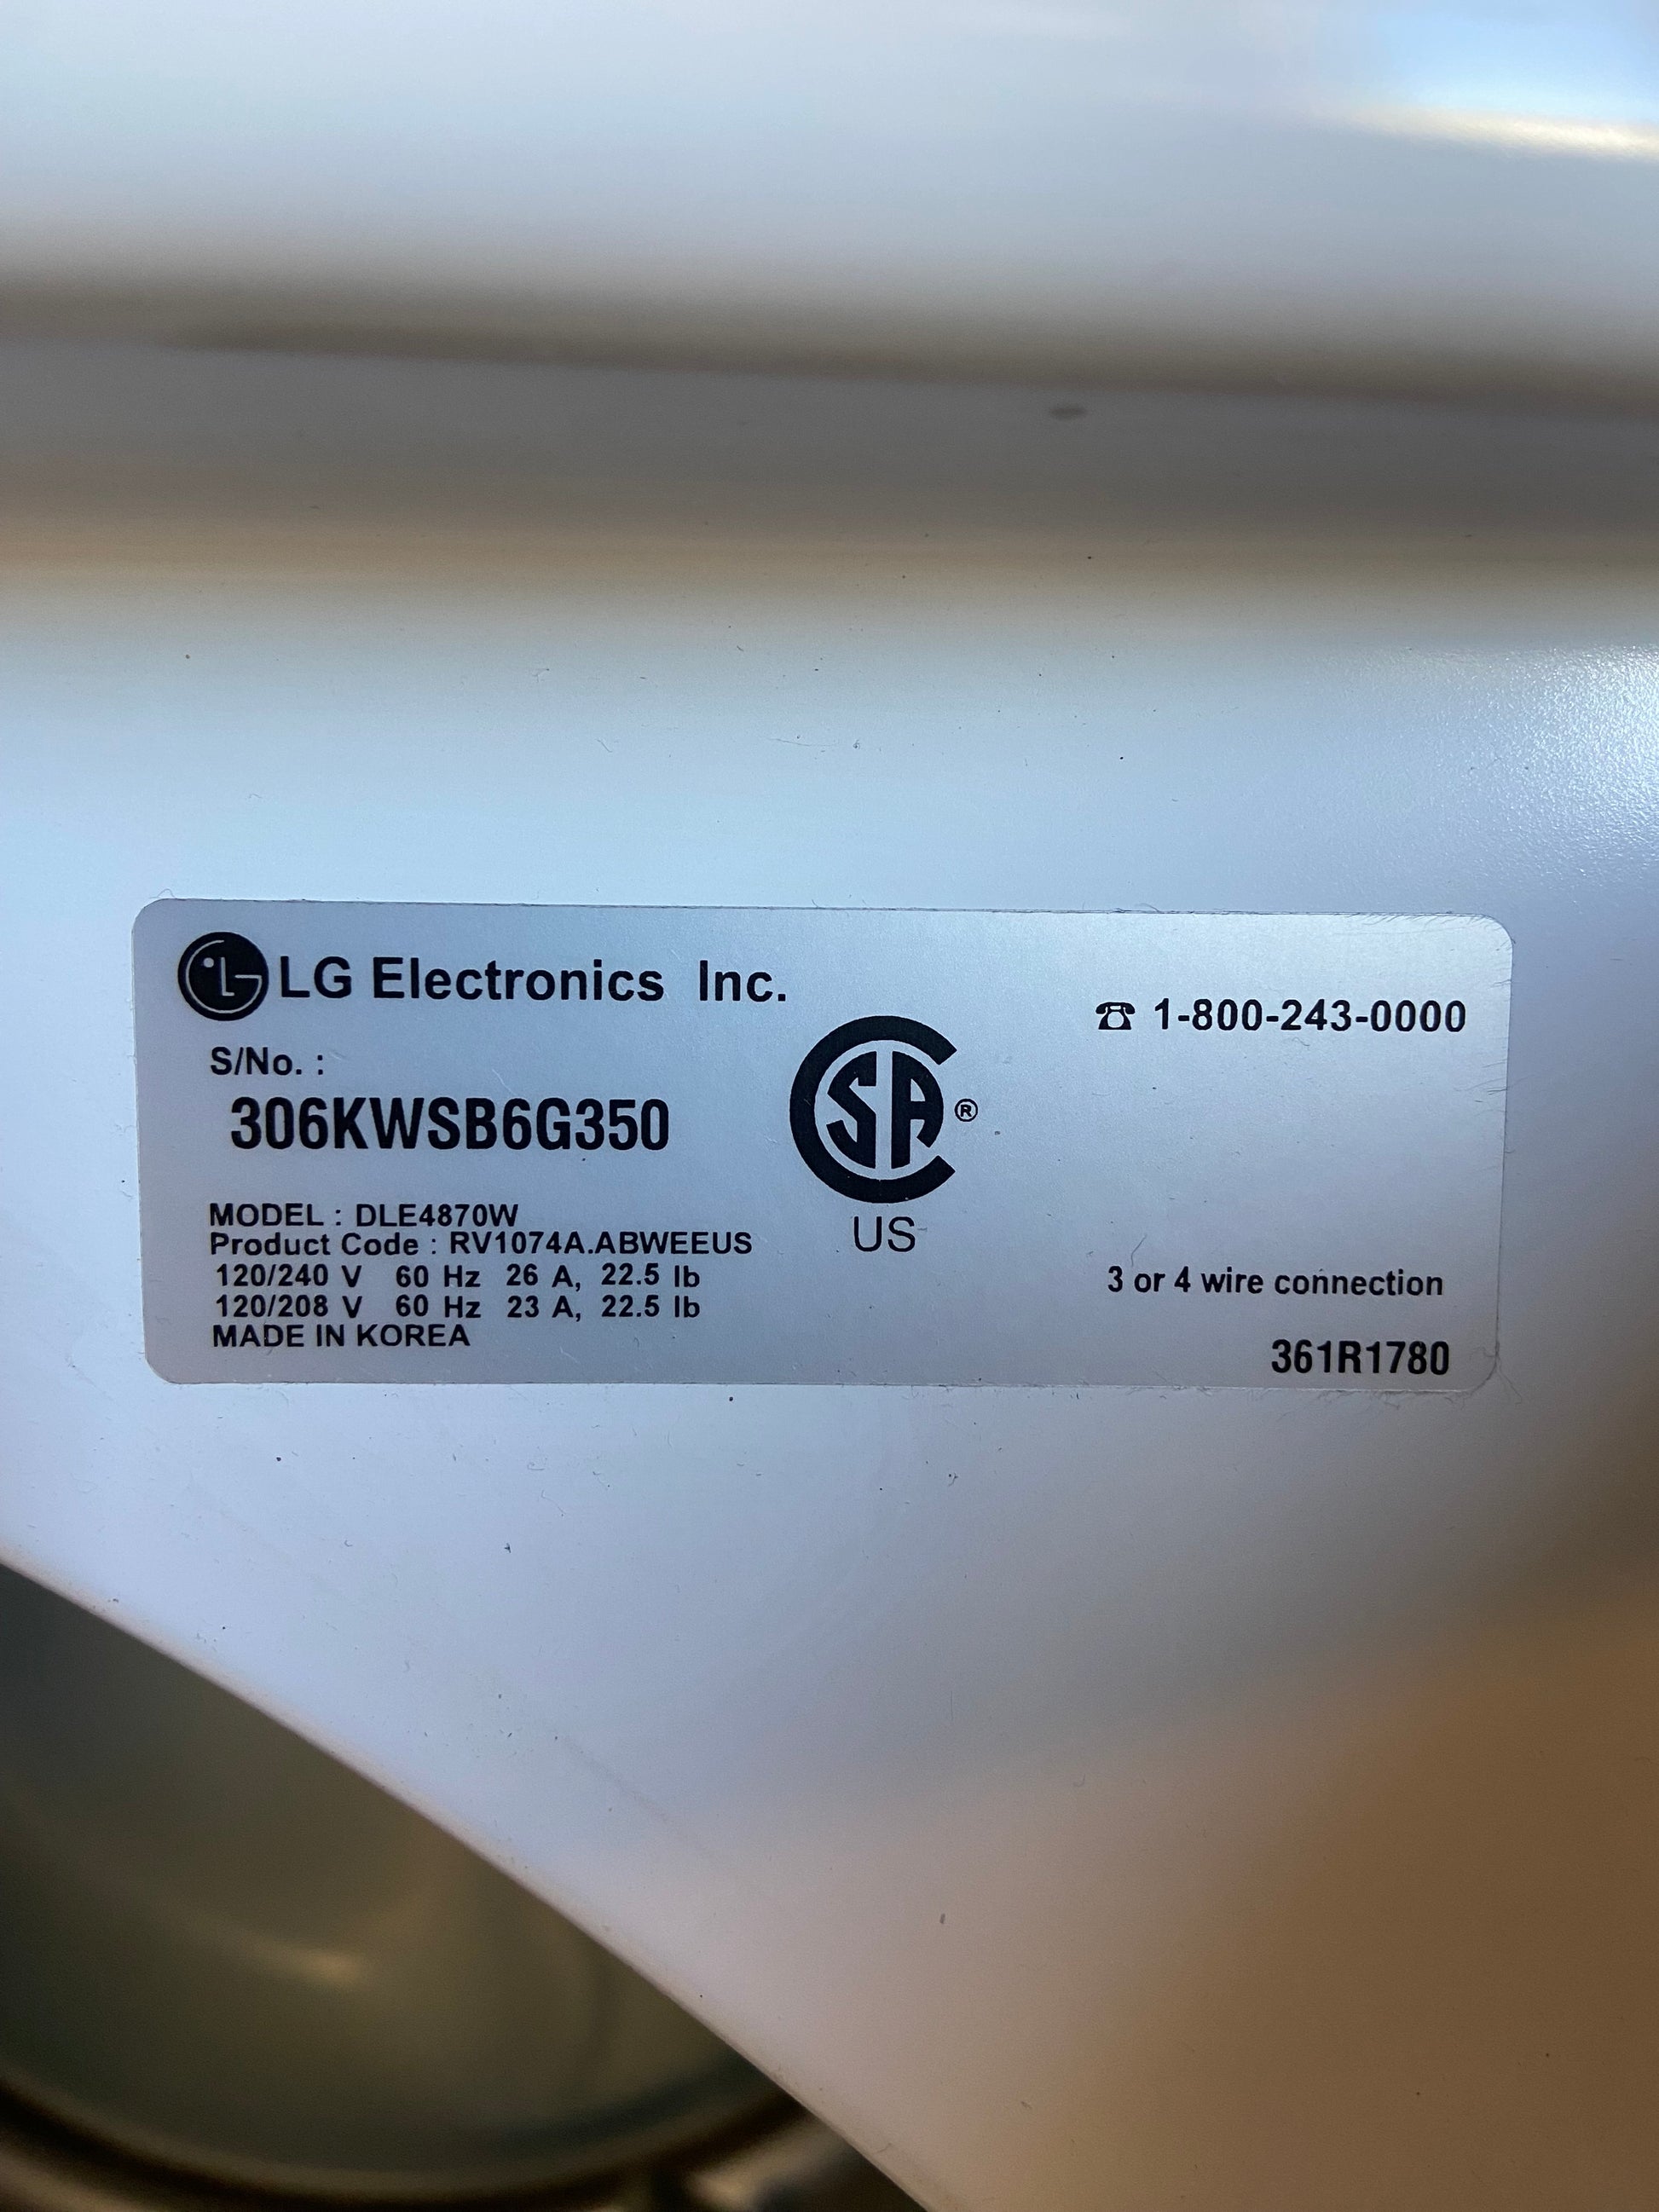 LG LG Electronics Inc.
☎ 1-800-243-0000
S/No. :
306KWSB6G350
CSA ®
US
MODEL : DLE4870W
Product Code : RV1074A.ABWEEUS
120/240 V 60 Hz 26 A, 22.5 lb
120/208 V 60 Hz 23 A, 22.5 lb
MADE IN KOREA
3 or 4 wire connection
361R1780